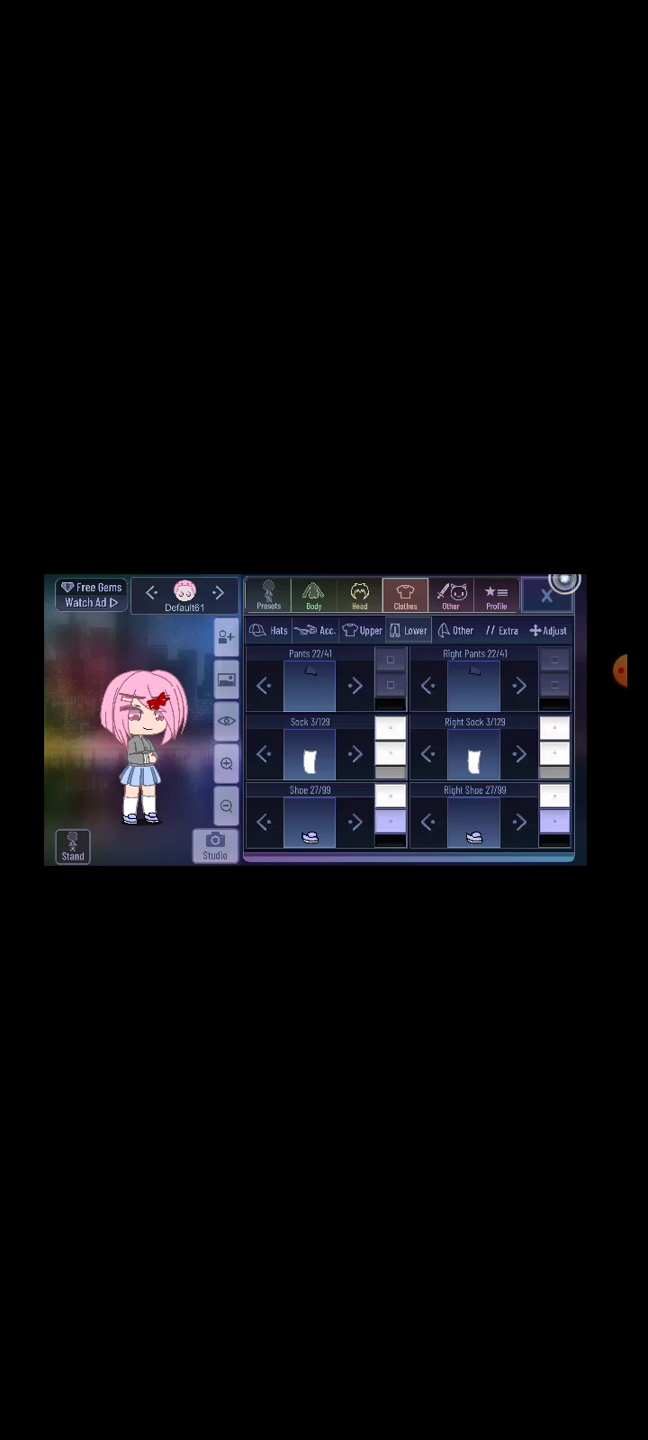 Free Gems
Watch Ad
Default61
Presets
Body
Head
Clothes
Other
Profile
X
Hats
Acc.
Upper
Lower
Other
Extra
Adjust
Pants 22/41
Right Pants 22/41
Sock 3/129
Right Sock 3/129
Shoe 27/99
Right Shoe 27/99
Stand
Studio